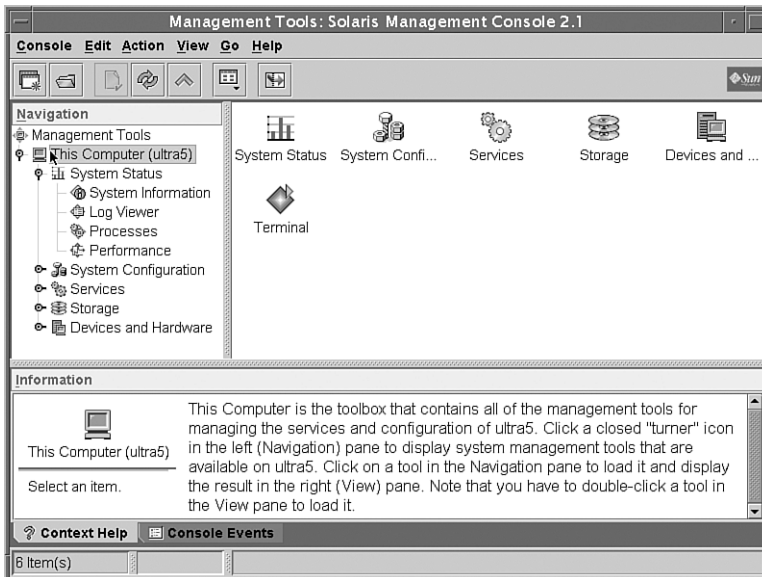 Management Tools: Solaris Management Console 2.1
Console Edit Action View Go Help
Sun
Navigation
Management Tools
This Computer (ultra5)
System Status
System Information
Log Viewer
Processes
Performance
System Configuration
Services
Storage
Devices and Hardware
System Status System Confi... Services Storage Devices and ...
Terminal
Information
This Computer (ultra5)
Select an item.
This Computer is the toolbox that contains all of the management tools for
managing the services and configuration of ultra5. Click a closed "turner" icon
in the left (Navigation) pane to display system management tools that are
available on ultra5. Click on a tool in the Navigation pane to load it and display
the result in the right (View) pane. Note that you have to double-click a tool in
the View pane to load it.
Context Help Console Events
6 Item(s)